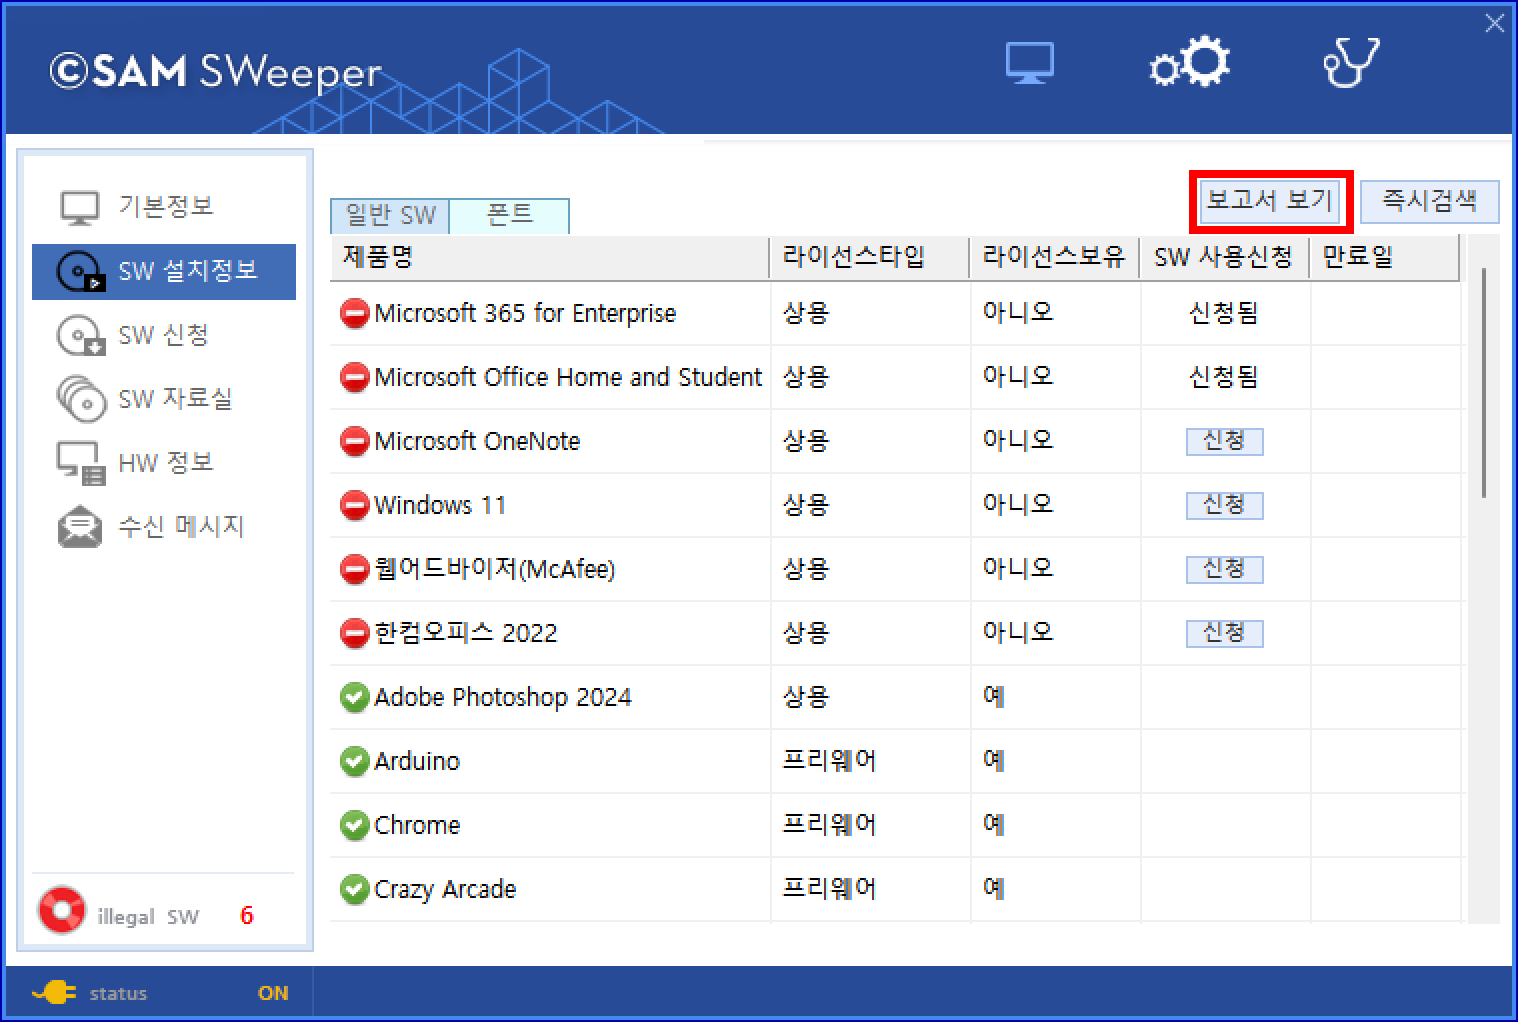 ©SAM SWeeper
기본정보
SW 설치정보
SW 신청
SW 자료실
HW 정보
수신 메시지
illegal SW 6
status ON
일반 SW 폰트 보고서 보기 즉시검색
제품명 라이선스타입 라이선스보유 SW 사용신청 만료일
Microsoft 365 for Enterprise 상용 아니오 신청됨
Microsoft Office Home and Student 상용 아니오 신청됨
Microsoft OneNote 상용 아니오 신청
Windows 11 상용 아니오 신청
웹어드바이저(McAfee) 상용 아니오 신청
한컴오피스 2022 상용 아니오 신청
Adobe Photoshop 2024 상용 예
Arduino 프리웨어 예
Chrome 프리웨어 예
Crazy Arcade 프리웨어 예